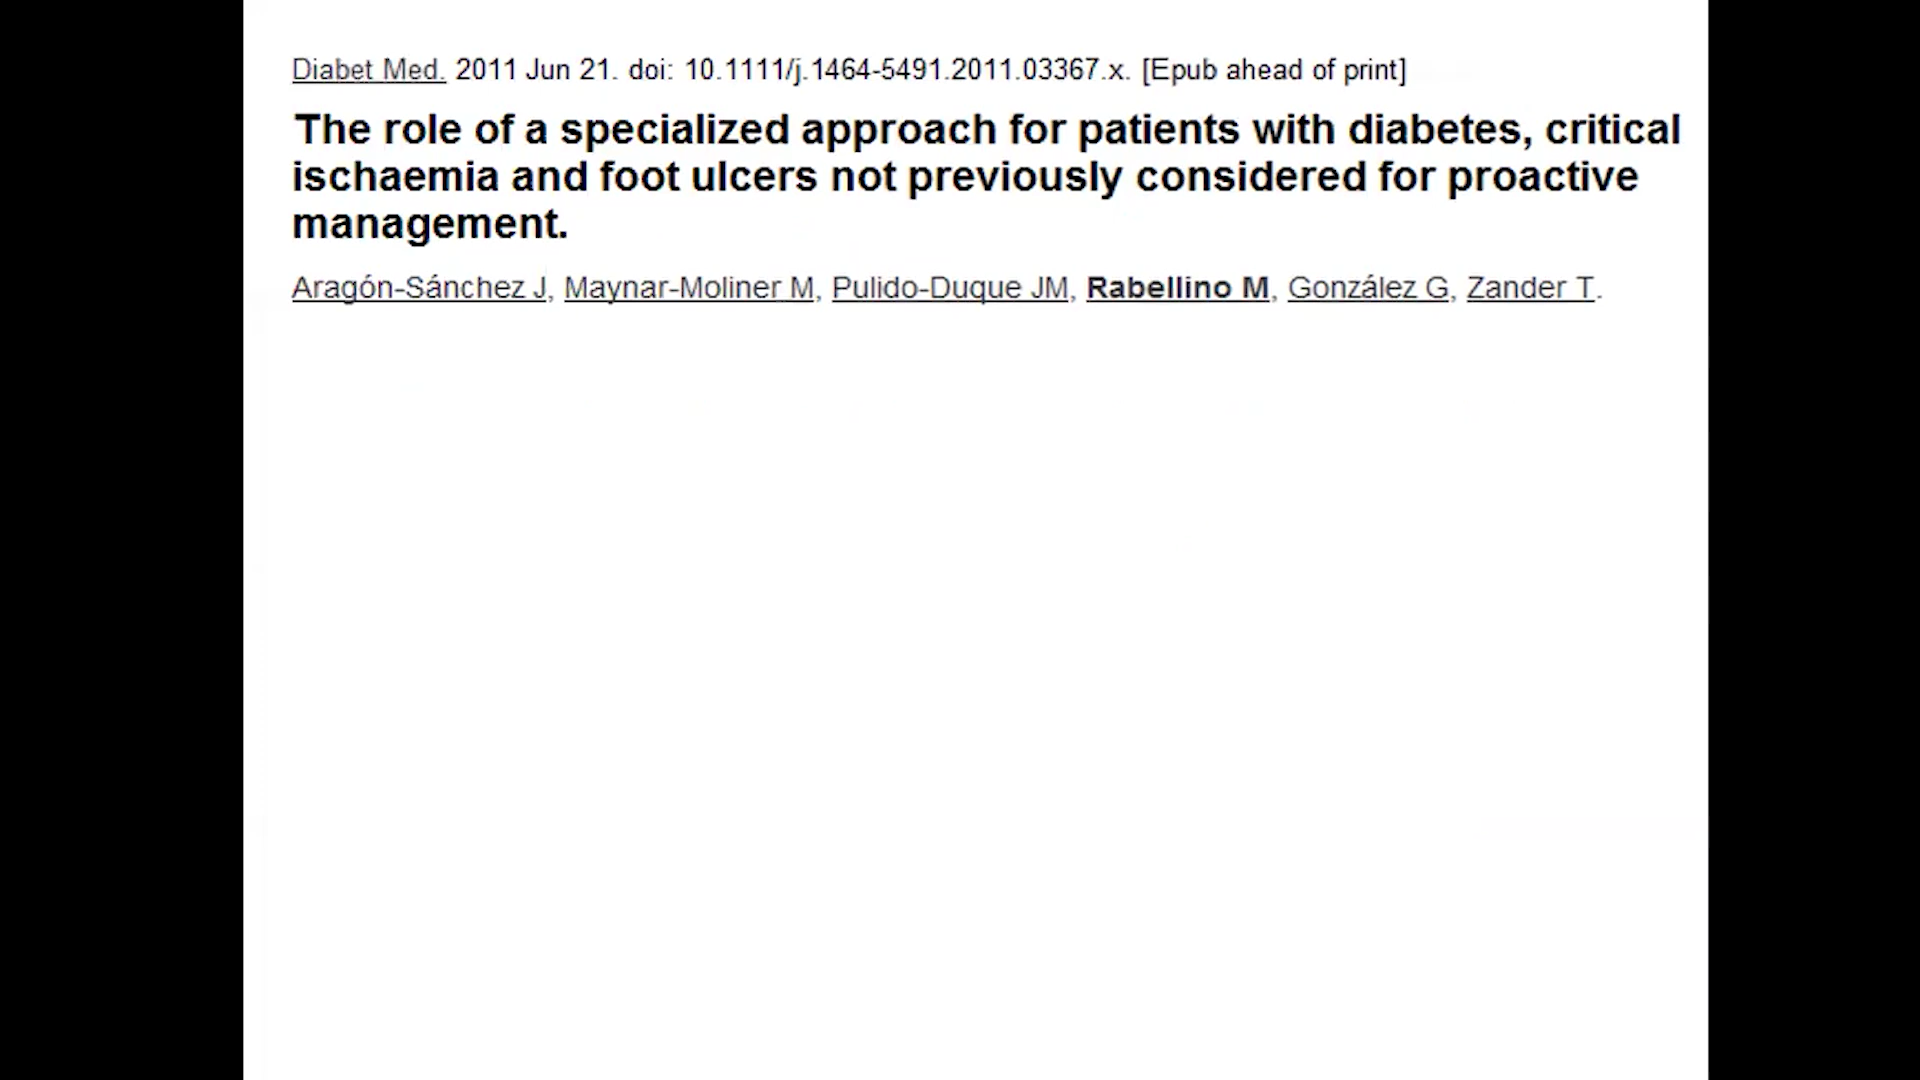 Diabet Med. 2011 Jun 21. doi: 10.1111/j.1464-5491.2011.03367.x. [Epub ahead of print]
The role of a specialized approach for patients with diabetes, critical
ischaemia and foot ulcers not previously considered for proactive
management.
Aragón-Sánchez J, Maynar-Moliner M, Pulido-Duque JM, Rabellino M, González G, Zander T.